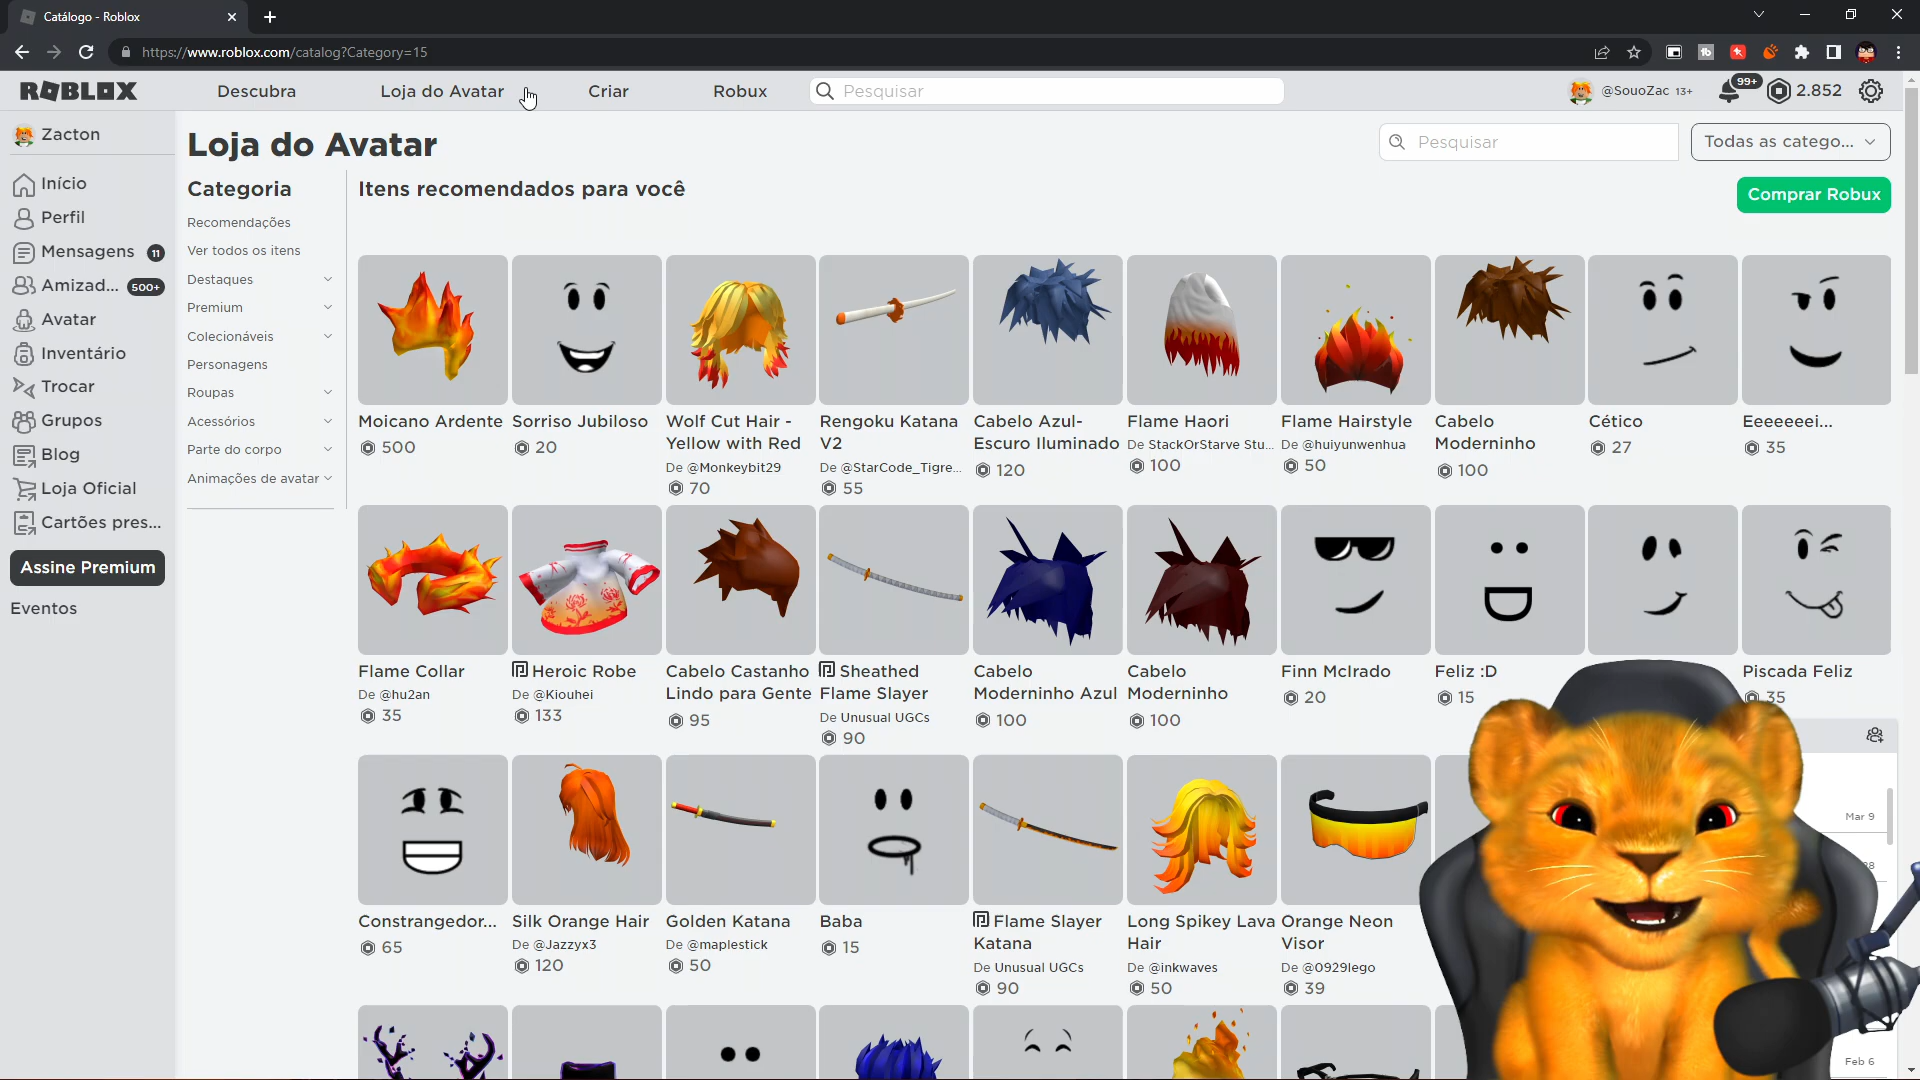 Catálogo - Roblox
https://www.roblox.com/catalog?Category=15
ROBLOX
Descubra
Loja do Avatar
Criar
Robux
Pesquisar
@SouoZac 13+
99+
2.852
Zacton
Início
Perfil
Mensagens 11
Amizad... 500+
Avatar
Inventário
Trocar
Grupos
Blog
Loja Oficial
Cartões pres...
Assine Premium
Eventos
Loja do Avatar
Pesquisar
Todas as catego...
Categoria
Recomendações
Ver todos os itens
Destaques
Premium
Colecionáveis
Personagens
Roupas
Acessórios
Parte do corpo
Animações de avatar
Itens recomendados para você
Comprar Robux
Moicano Ardente
500
Sorriso Jubiloso
20
Wolf Cut Hair -
Yellow with Red
De @Monkeybit29
70
Rengoku Katana
V2
De @StarCode_Tigre...
55
Cabelo Azul-
Escuro Iluminado
120
Flame Haori
De StackOrStarve Stu...
100
Flame Hairstyle
De @huiyunwenhua
50
Cabelo
Moderninho
100
Cético
27
Eeeeeeei...
35
Flame Collar
De @hu2an
35
Heroic Robe
De @Kiouhei
133
Cabelo Castanho
Lindo para Gente
95
Sheathed
Flame Slayer
De Unusual UGCs
90
Cabelo
Moderninho Azul
100
Cabelo
Moderninho
100
Finn McIrado
20
Feliz :D
15
Piscada Feliz
35
Constrangedor...
65
Silk Orange Hair
De @Jazzyx3
120
Golden Katana
De @maplestick
50
Baba
15
Flame Slayer
Katana
De Unusual UGCs
90
Long Spikey Lava
Hair
De @inkwaves
50
Orange Neon
Visor
De @0929lego
39
Mar 9
Feb 6